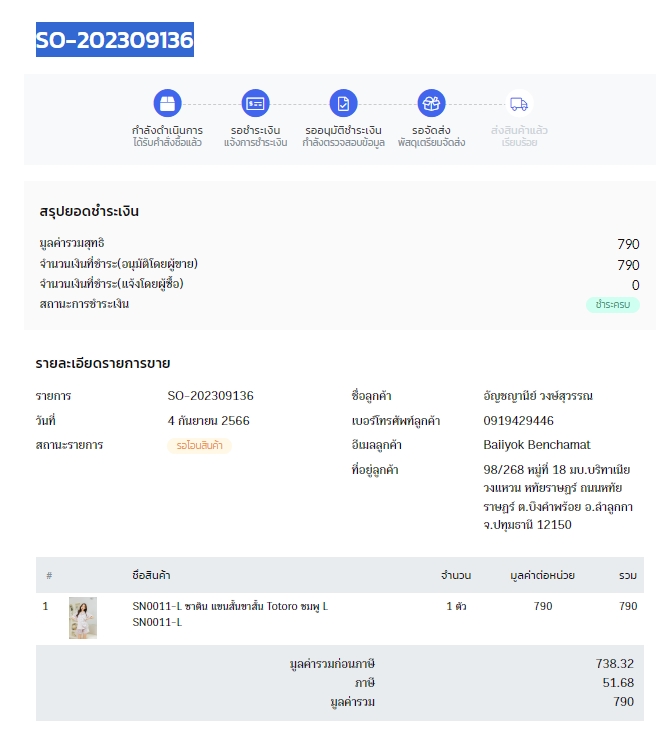 SO-202309136
กำลังดำเนินการ
ได้รับคำสั่งซื้อแล้ว
รอชำระเงิน
แจ้งการชำระเงิน
รออนุมัติชำระเงิน
กำลังตรวจสอบข้อมูล
รอจัดส่ง
พัสดุเตรียมจัดส่ง
ส่งสินค้าแล้ว
เรียบร้อย
สรุปยอดชำระเงิน
มูลค่ารวมสุทธิ 790
จำนวนเงินที่ชำระ(อนุมัติโดยผู้ขาย) 790
จำนวนเงินที่ชำระ(แจ้งโดยผู้ซื้อ) 0
สถานะการชำระเงิน ชำระครบ
รายละเอียดรายการขาย
รายการ SO-202309136
วันที่ 4 กันยายน 2566
สถานะรายการ รอโอนสินค้า
ชื่อลูกค้า อัญชญานีย์ วงษ์สุวรรณ
เบอร์โทรศัพท์ลูกค้า 0919429446
อีเมลลูกค้า Baiiyok Benchamat
ที่อยู่ลูกค้า 98/268 หมู่ที่ 18 มบ.บริทาเนีย
วงแหวน หทัยราษฎร์ ถนนหทัย
ราษฎร์ ต.บึงคำพร้อย อ.ลำลูกกา
จ.ปทุมธานี 12150
# ชื่อสินค้า จำนวน มูลค่าต่อหน่วย รวม
1 SN0011-L ซาติน แขนสั้นขาสั้น Totoro ชมพู L 1 ตัว 790 790
SN0011-L
มูลค่ารวมก่อนภาษี 738.32
ภาษี 51.68
มูลค่ารวม 790